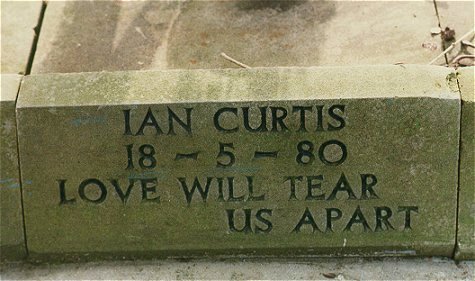 IAN CURTIS
18 - 5 - 80
LOVE WILL TEAR
US APART